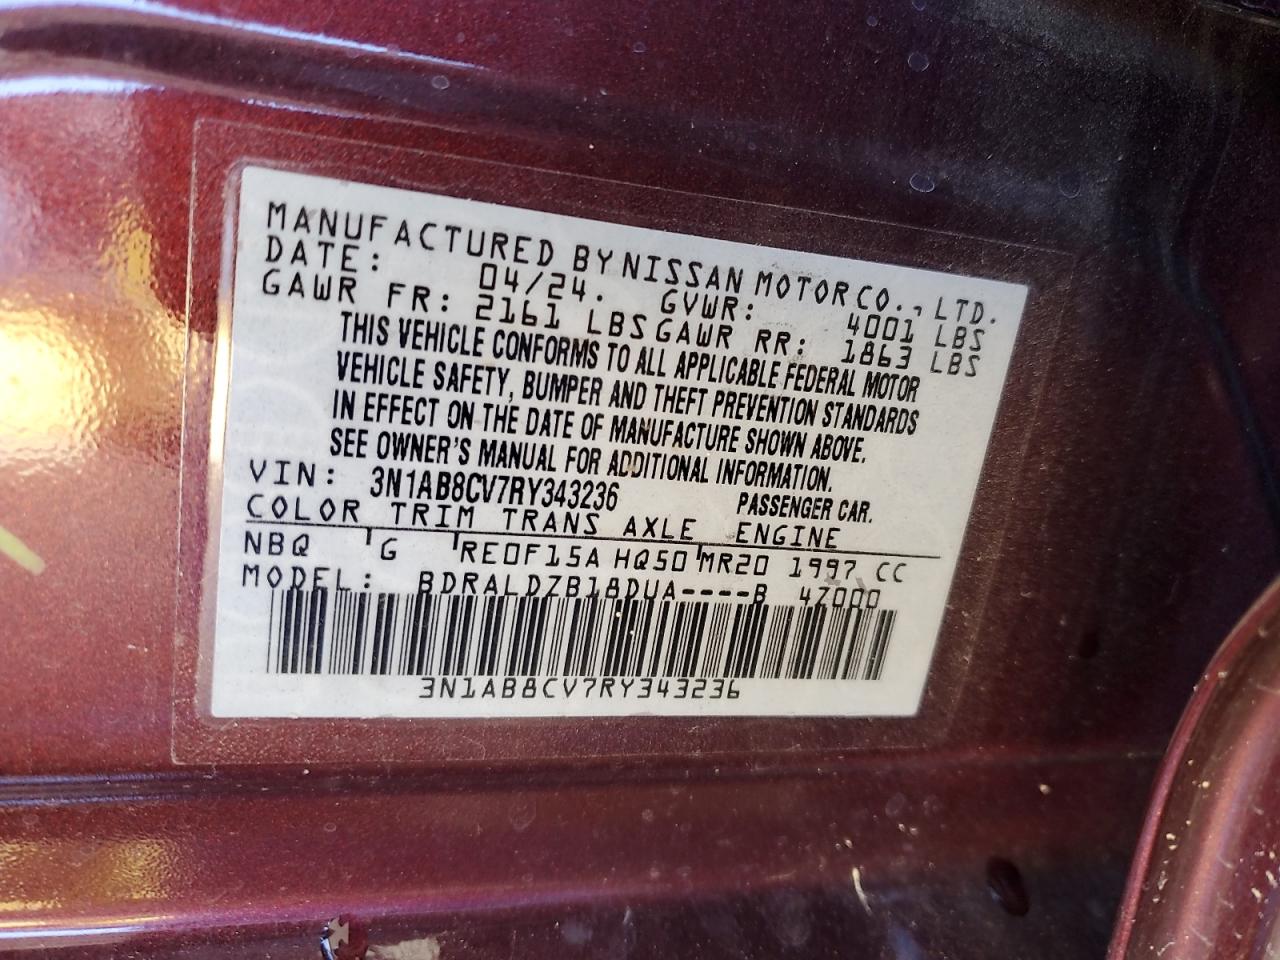 MANUFACTURED BY NISSAN MOTOR CO., LTD.
DATE: 04/24. GVWR: 4001 LBS
GAWR FR: 2161 LBS GAWR RR: 1863 LBS
THIS VEHICLE CONFORMS TO ALL APPLICABLE FEDERAL MOTOR
VEHICLE SAFETY, BUMPER AND THEFT PREVENTION STANDARDS
IN EFFECT ON THE DATE OF MANUFACTURE SHOWN ABOVE.
SEE OWNER'S MANUAL FOR ADDITIONAL INFORMATION.
VIN: 3N1AB8CV7RY343236 PASSENGER CAR.
COLOR TRIM TRANS AXLE ENGINE
NBQ G RE0F15A HQ50 MR20 1997 CC
MODEL: BDRALDZB18DUA----B 4Z000
3N1AB8CV7RY343236